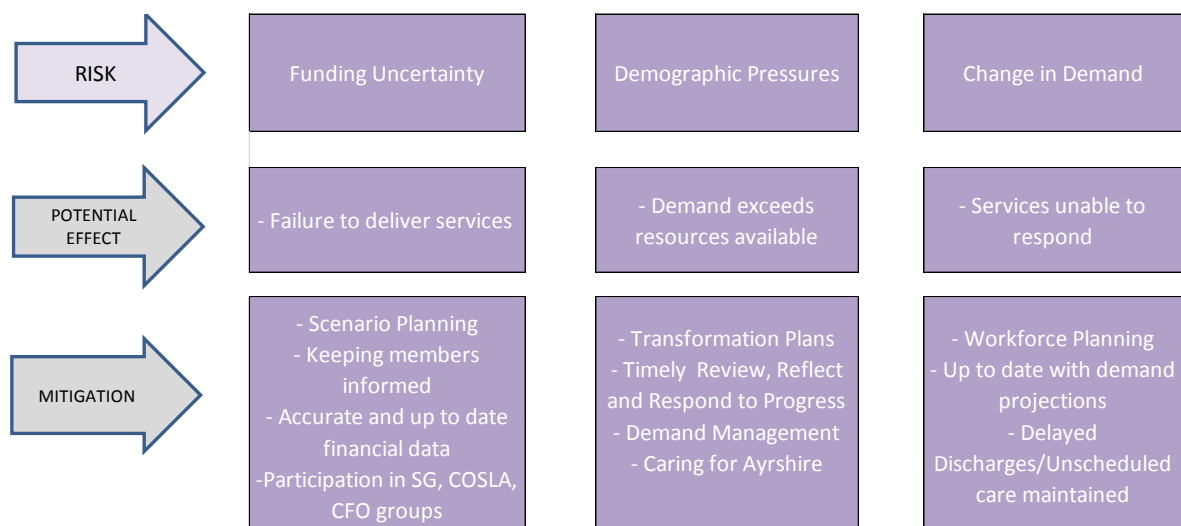 RISK
Funding Uncertainty
Demographic Pressures
Change in Demand
POTENTIAL
EFFECT
- Failure to deliver services
- Demand exceeds
resources available
- Services unable to
respond
MITIGATION
- Scenario Planning
- Keeping members
informed
- Accurate and up to date
financial data
-Participation in SG, COSLA,
CFO groups
- Transformation Plans
- Timely Review, Reflect
and Respond to Progress
- Demand Management
- Caring for Ayrshire
- Workforce Planning
- Up to date with demand
projections
- Delayed
Discharges/Unscheduled
care maintained